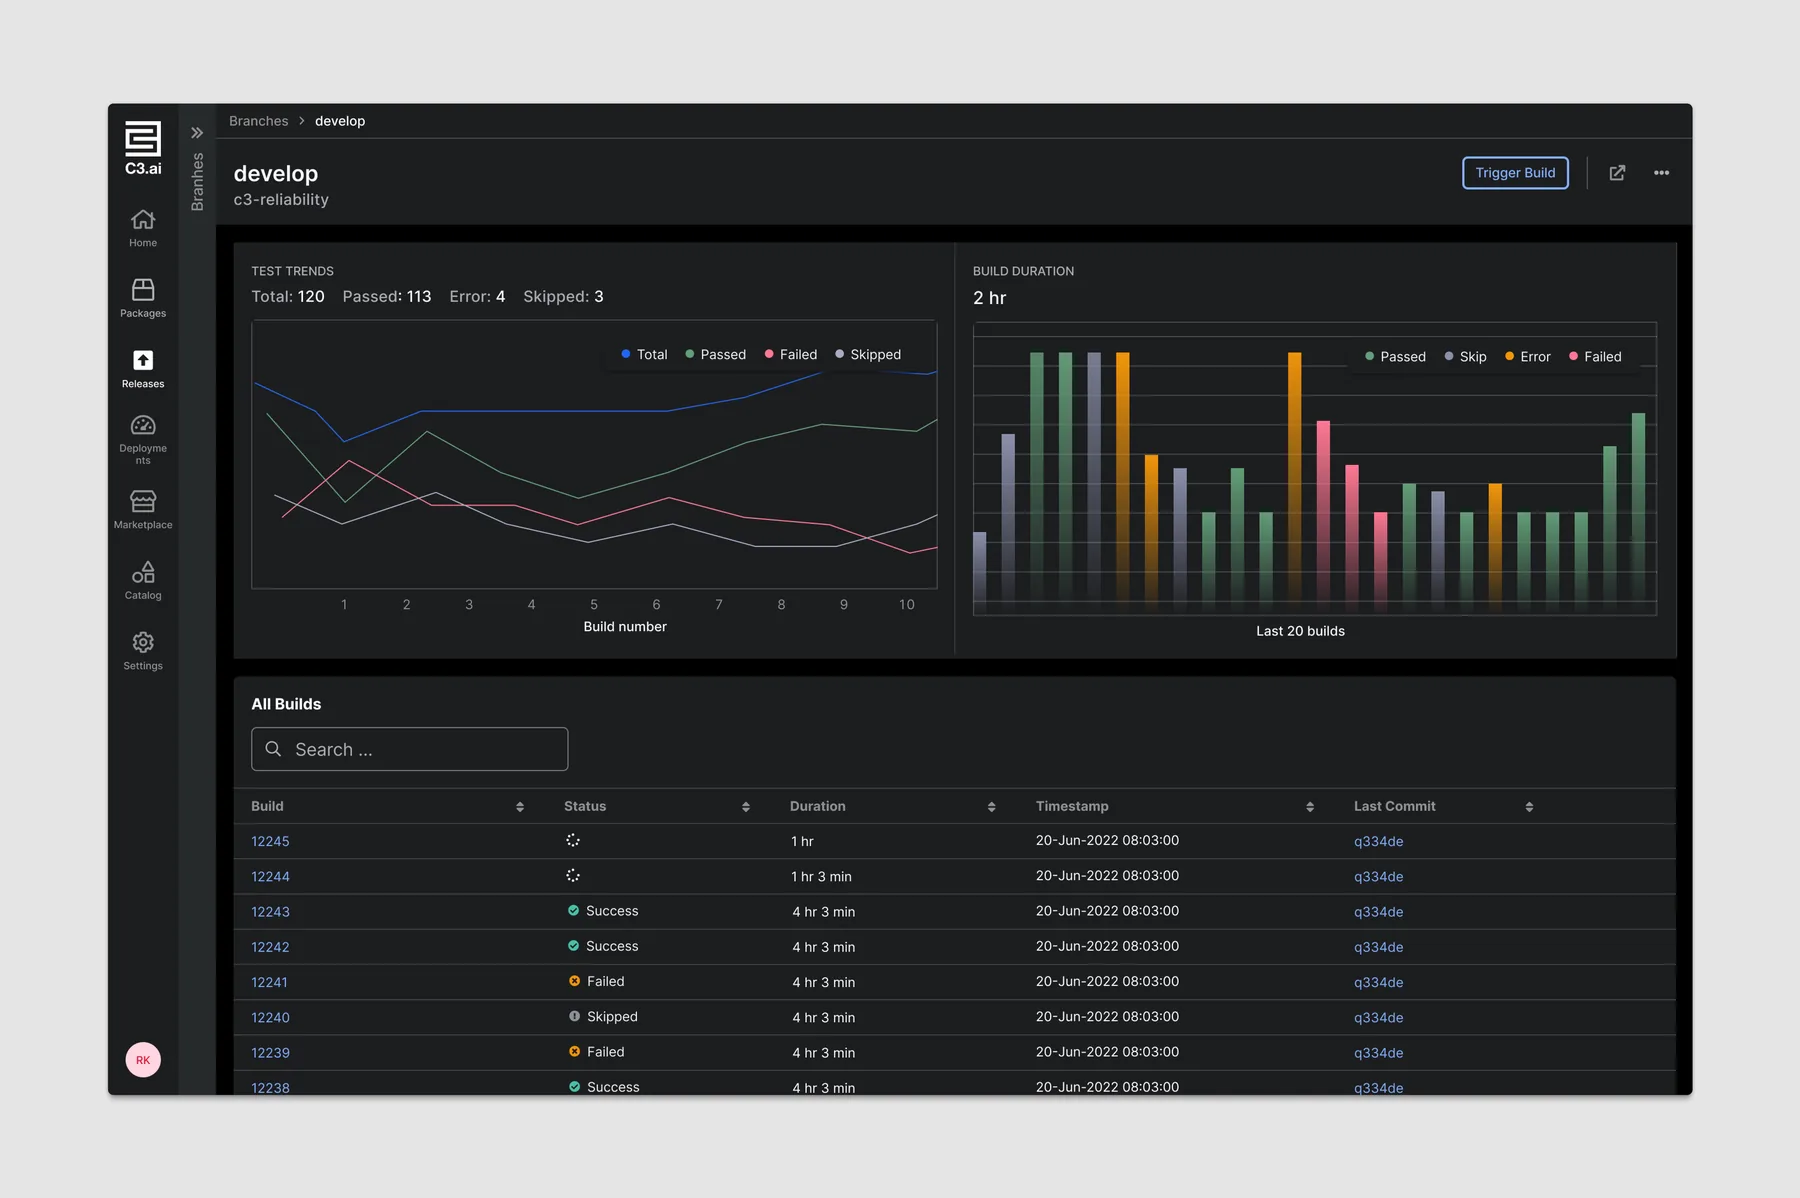 C3.ai
Home
Packages
Releases
Deployme
nts
Marketplace
Catalog
Settings
RK
Branhes
Branches > develop
develop
c3-reliability
Trigger Build
TEST TRENDS
Total: 120 Passed: 113 Error: 4 Skipped: 3
Total Passed Failed Skipped
1 2 3 4 5 6 7 8 9 10
Build number
BUILD DURATION
2 hr
Passed Skip Error Failed
Last 20 builds
All Builds
Search ...
Build Status Duration Timestamp Last Commit
12245 1 hr 20-Jun-2022 08:03:00 q334de
12244 1 hr 3 min 20-Jun-2022 08:03:00 q334de
12243 Success 4 hr 3 min 20-Jun-2022 08:03:00 q334de
12242 Success 4 hr 3 min 20-Jun-2022 08:03:00 q334de
12241 Failed 4 hr 3 min 20-Jun-2022 08:03:00 q334de
12240 Skipped 4 hr 3 min 20-Jun-2022 08:03:00 q334de
12239 Failed 4 hr 3 min 20-Jun-2022 08:03:00 q334de
12238 Success 4 hr 3 min 20-Jun-2022 08:03:00 q334de